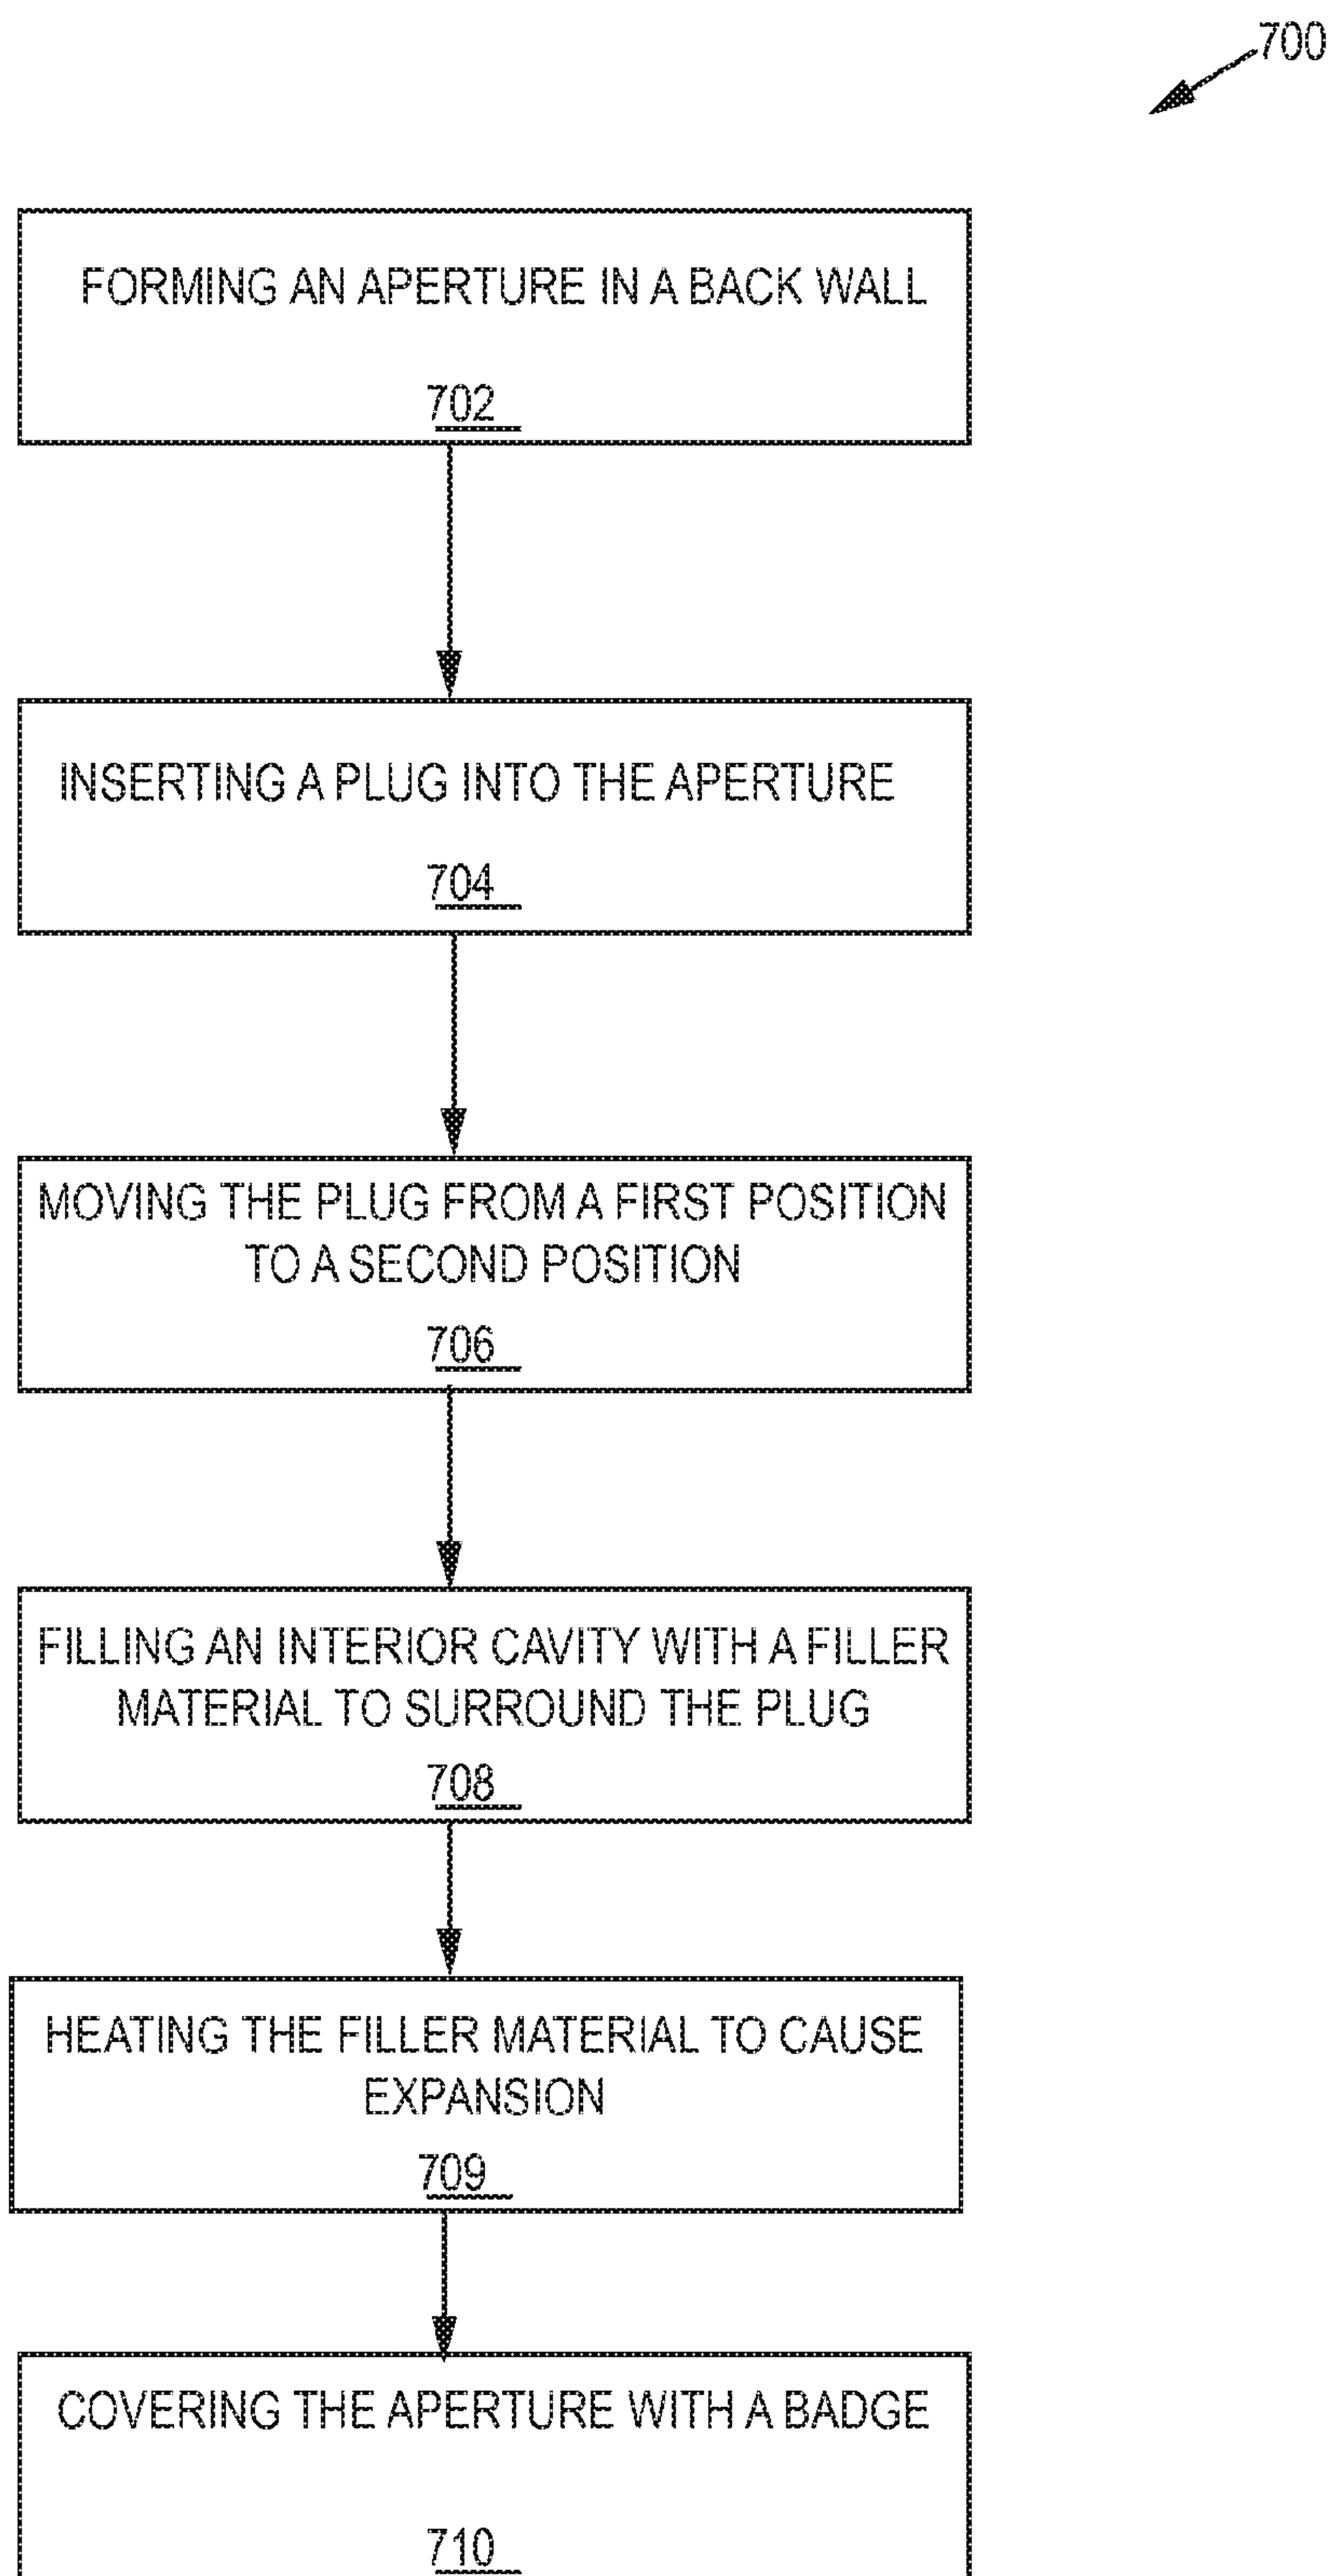 700
FORMING AN APERTURE IN A BACK WALL
702
INSERTING A PLUG INTO THE APERTURE
704
MOVING THE PLUG FROM A FIRST POSITION
TO A SECOND POSITION
706
FILLING AN INTERIOR CAVITY WITH A FILLER
MATERIAL TO SURROUND THE PLUG
708
HEATING THE FILLER MATERIAL TO CAUSE
EXPANSION
709
COVERING THE APERTURE WITH A BADGE
710